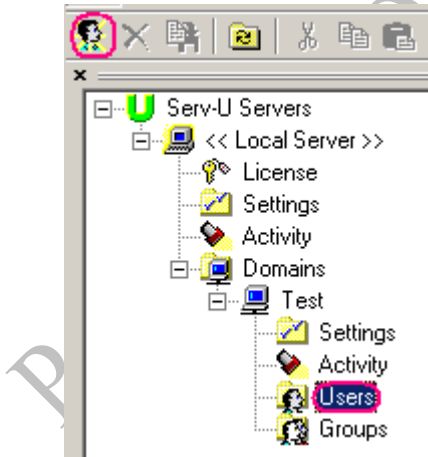 Serv-U Servers
<< Local Server >>
License
Settings
Activity
Domains
Test
Settings
Activity
Users
Groups